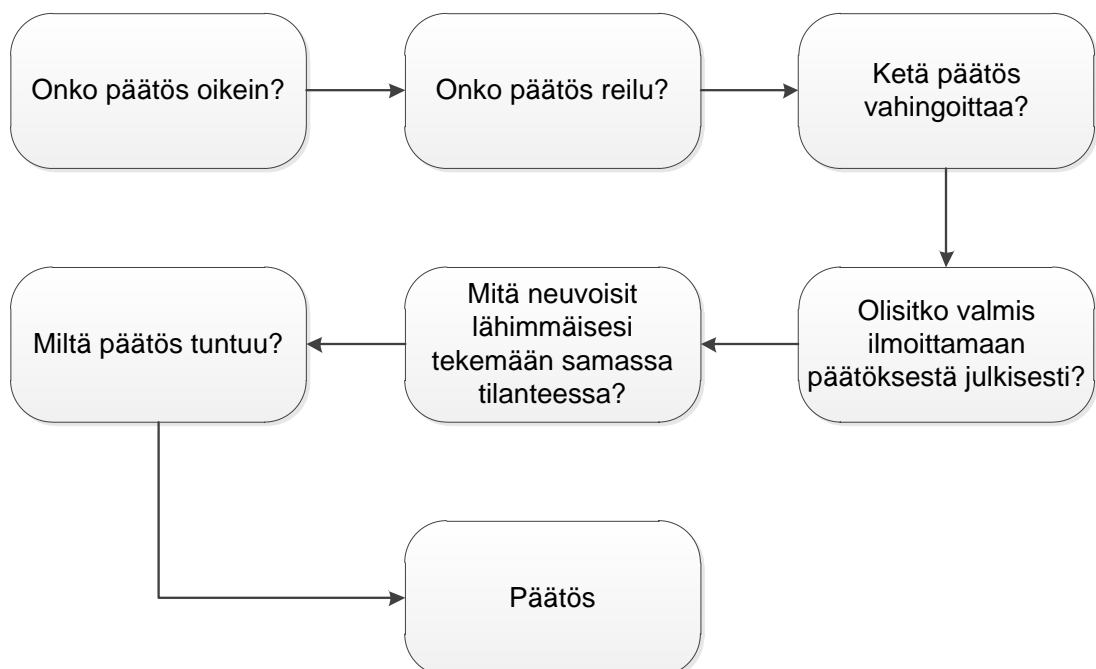 Onko päätös oikein?
Onko päätös reilu?
Ketä päätös
vahingoittaa?
Olisitko valmis
ilmoittamaan
päätöksestä julkisesti?
Mitä neuvoisit
lähimmäisesi
tekemään samassa
tilanteessa?
Miltä päätös tuntuu?
Päätös